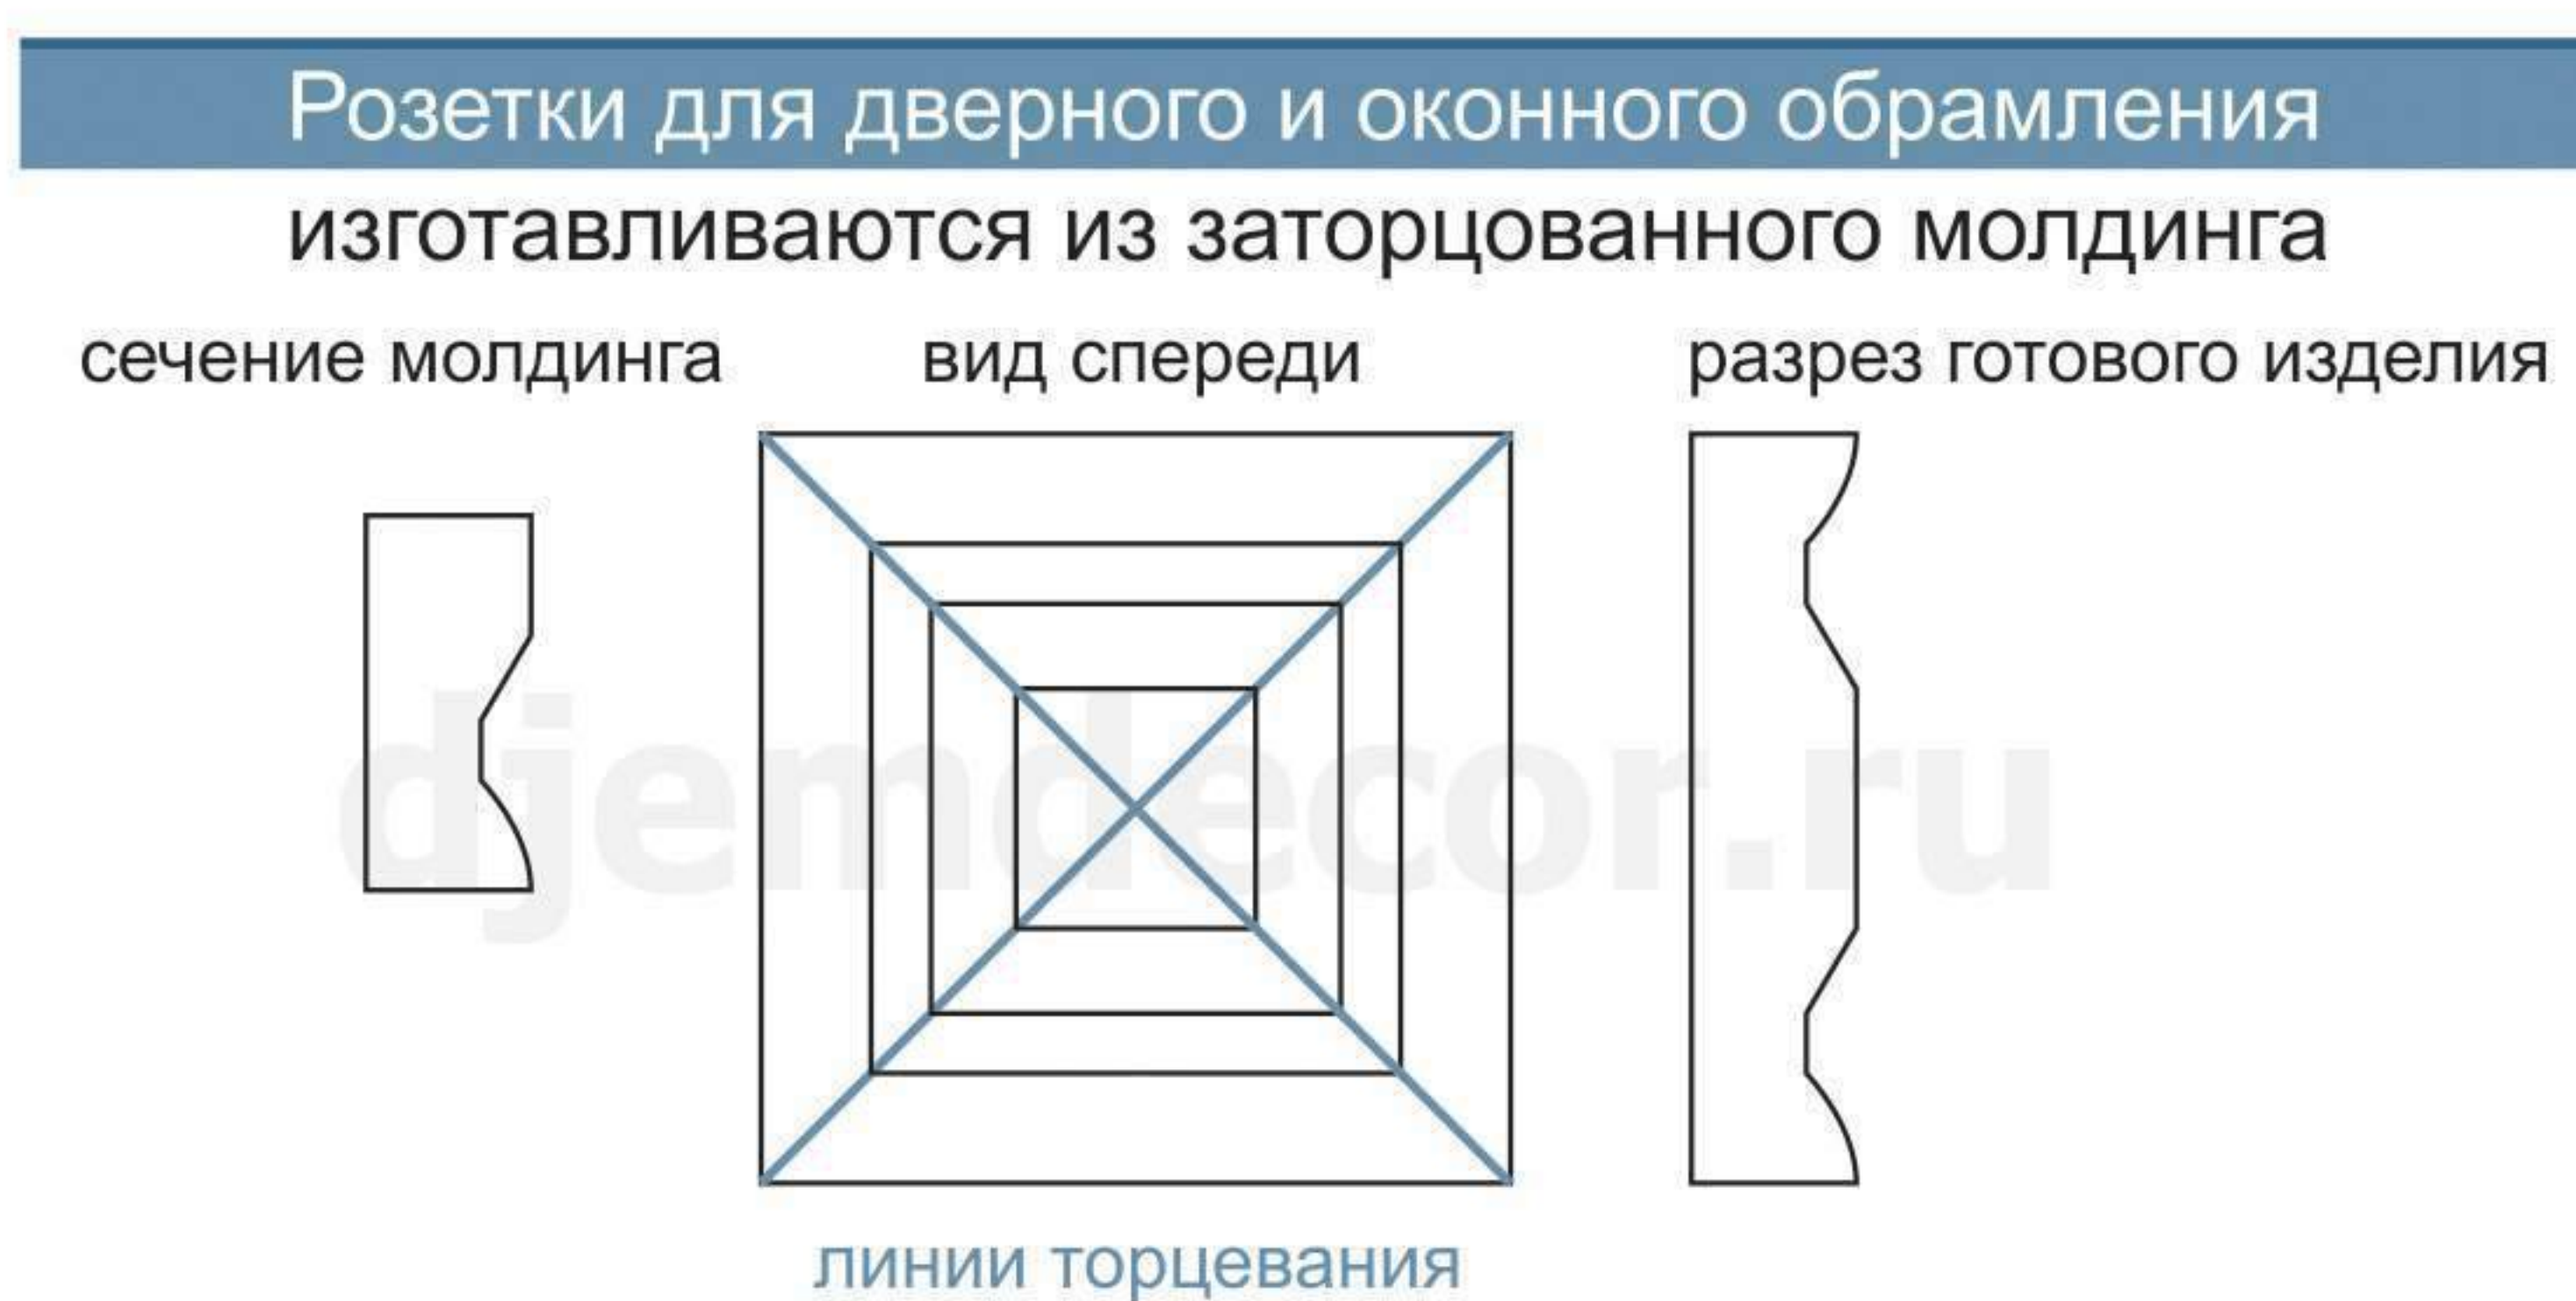 Розетки для дверного и оконного обрамления
изготавливаются из заторцованного молдинга
сечение молдинга
вид спереди
разрез готового изделия
djemdecor.ru
линии торцевания